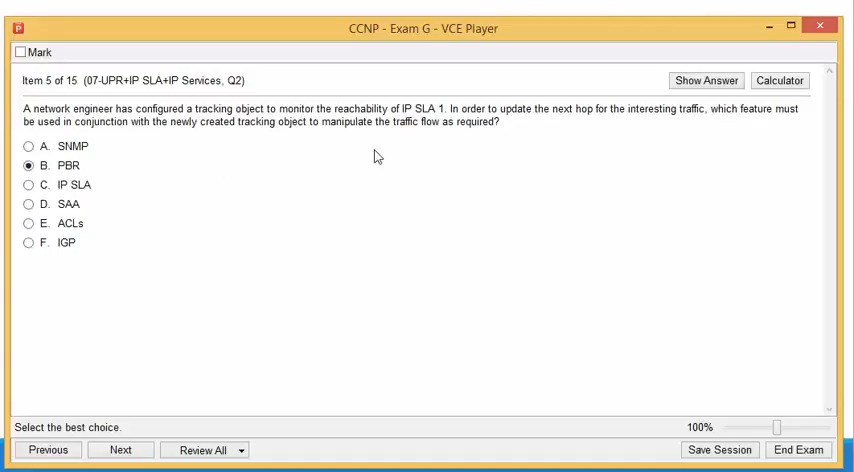 CCNP - Exam G - VCE Player
Mark
Item 5 of 15 (07-UPR+IP SLA+IP Services, Q2)
Show Answer
Calculator
A network engineer has configured a tracking object to monitor the reachability of IP SLA 1. In order to update the next hop for the interesting traffic, which feature must
be used in conjunction with the newly created tracking object to manipulate the traffic flow as required?
A. SNMP
B. PBR
C. IP SLA
D. SAA
E. ACLs
F. IGP
Select the best choice.
100%
Previous
Next
Review All
Save Session
End Exam